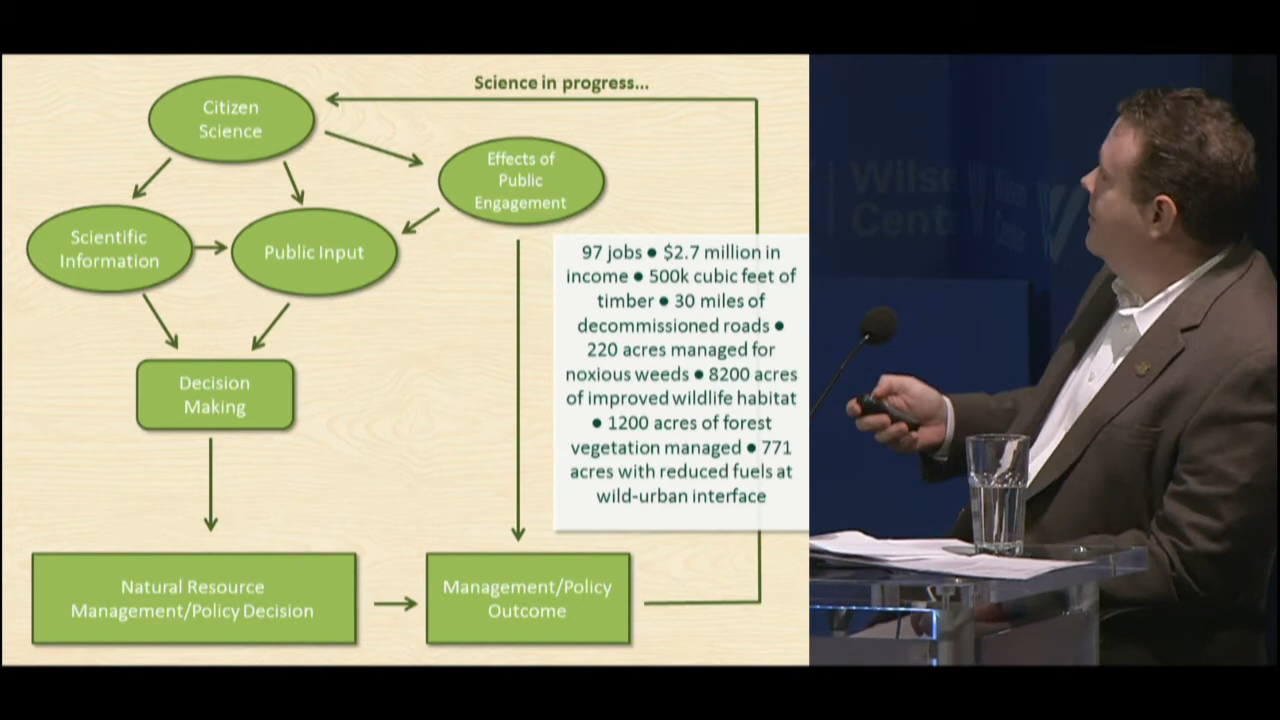 Science in progress...
Citizen
Science
Effects of
Public
Engagement
Scientific
Information
Public Input
97 jobs ● $2.7 million in
income ● 500k cubic feet of
timber ● 30 miles of
decommissioned roads ●
220 acres managed for
noxious weeds ● 8200 acres
of improved wildlife habitat
● 1200 acres of forest
vegetation managed ● 771
acres with reduced fuels at
wild-urban interface
Decision
Making
Natural Resource
Management/Policy Decision
Management/Policy
Outcome
Center